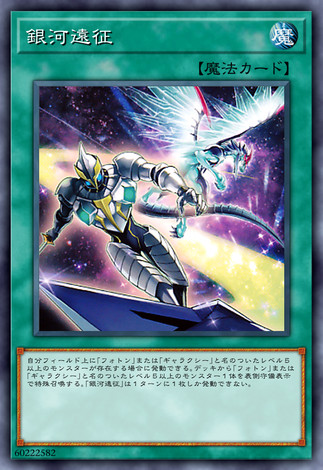 銀河遠征
魔
【魔法カード】
自分フィールド上に「フォトン」または「ギャラクシー」と名のついたレベル５
以上のモンスターが存在する場合に発動できる。デッキから「フォトン」または
「ギャラクシー」と名のついたレベル５以上のモンスター１体を表側守備表示
で特殊召喚する。「銀河遠征」は１ターンに１枚しか発動できない。
60222582